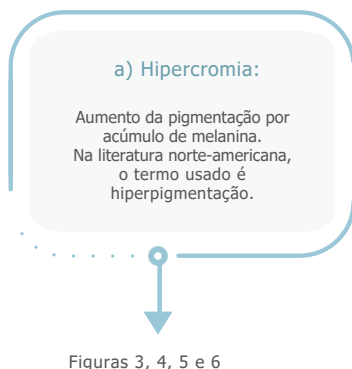 a) Hipercromia:
Aumento da pigmentação por
acúmulo de melanina.
Na literatura norte-americana,
o termo usado é
hiperpigmentação.
Figuras 3, 4, 5 e 6